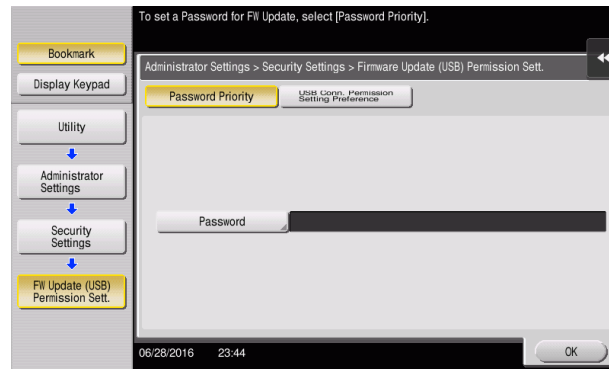 To set a Password for FW Update, select [Password Priority].
Bookmark
Display Keypad
Utility
Administrator
Settings
Security
Settings
FW Update (USB)
Permission Sett.
Administrator Settings > Security Settings > Firmware Update (USB) Permission Sett.
Password Priority
USB Conn. Permission
Setting Preference
Password
06/28/2016 23:44
OK